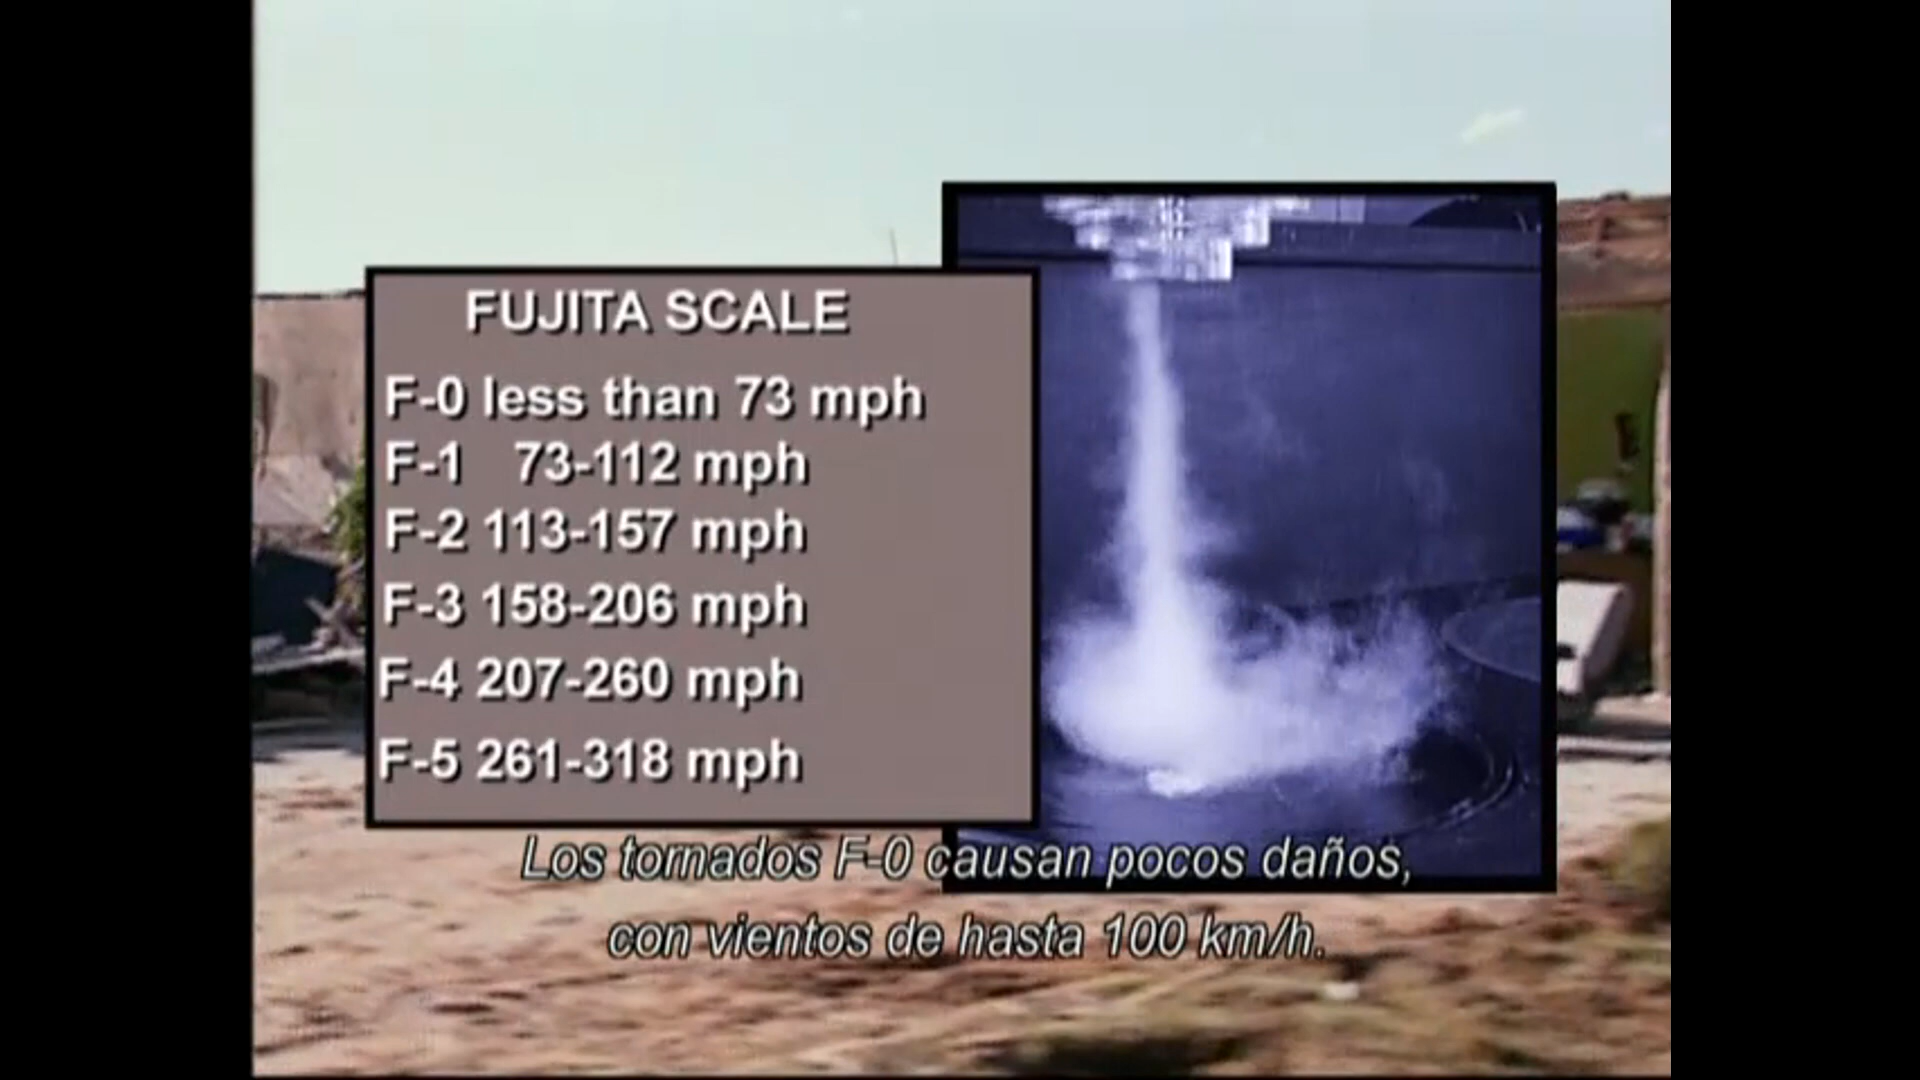 FUJITA SCALE
F-0 less than 73 mph
F-1 73-112 mph
F-2 113-157 mph
F-3 158-206 mph
F-4 207-260 mph
F-5 261-318 mph
Los tornados F-0 causan pocos daños,
con vientos de hasta 100 km/h.